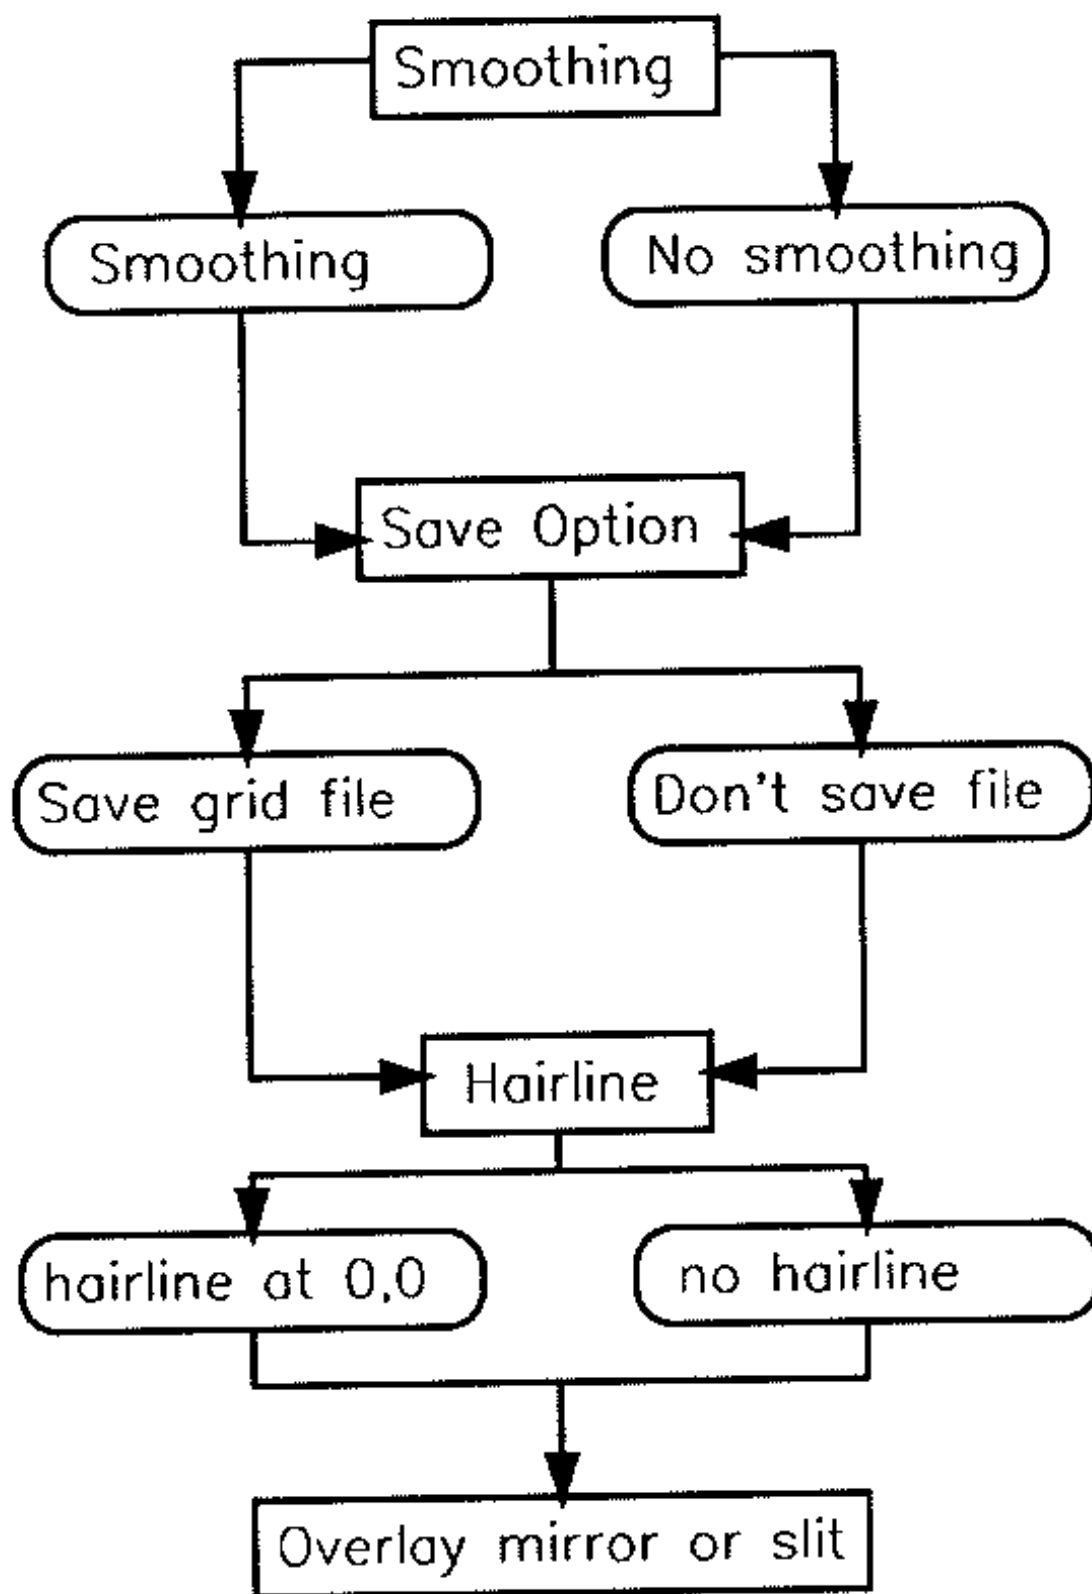 Smoothing
Smoothing
No smoothing
Save Option
Save grid file
Don't save file
Hairline
hairline at 0,0
no hairline
Overlay mirror or slit